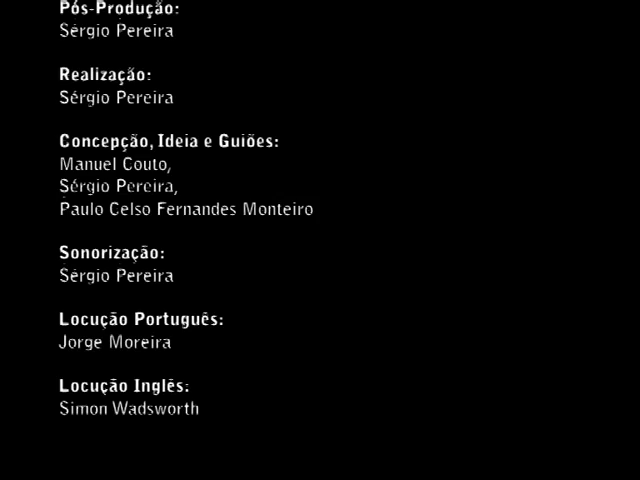 Pós-Produção:
Sérgio Pereira
Realização:
Sérgio Pereira
Concepção, Ideia e Guiões:
Manuel Couto,
Sérgio Pereira,
Paulo Celso Fernandes Monteiro
Sonorização:
Sérgio Pereira
Locução Português:
Jorge Moreira
Locução Inglês:
Simon Wadsworth